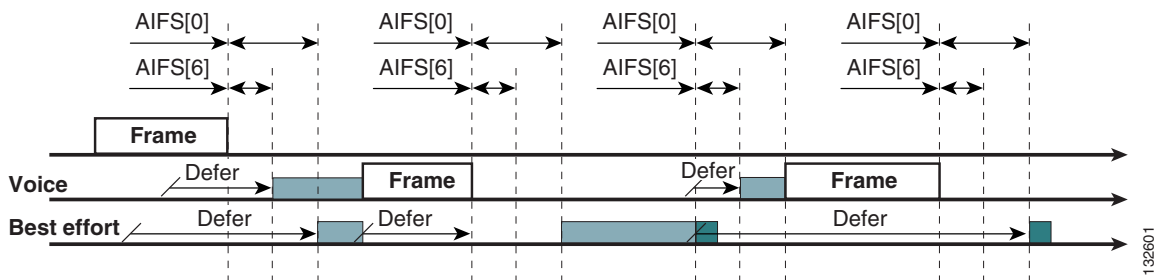 AIFS[0] AIFS[0] AIFS[0] AIFS[0]
AIFS[6] AIFS[6] AIFS[6] AIFS[6]
Frame
Voice Defer Frame Defer Frame
Best effort Defer Defer Defer
132601